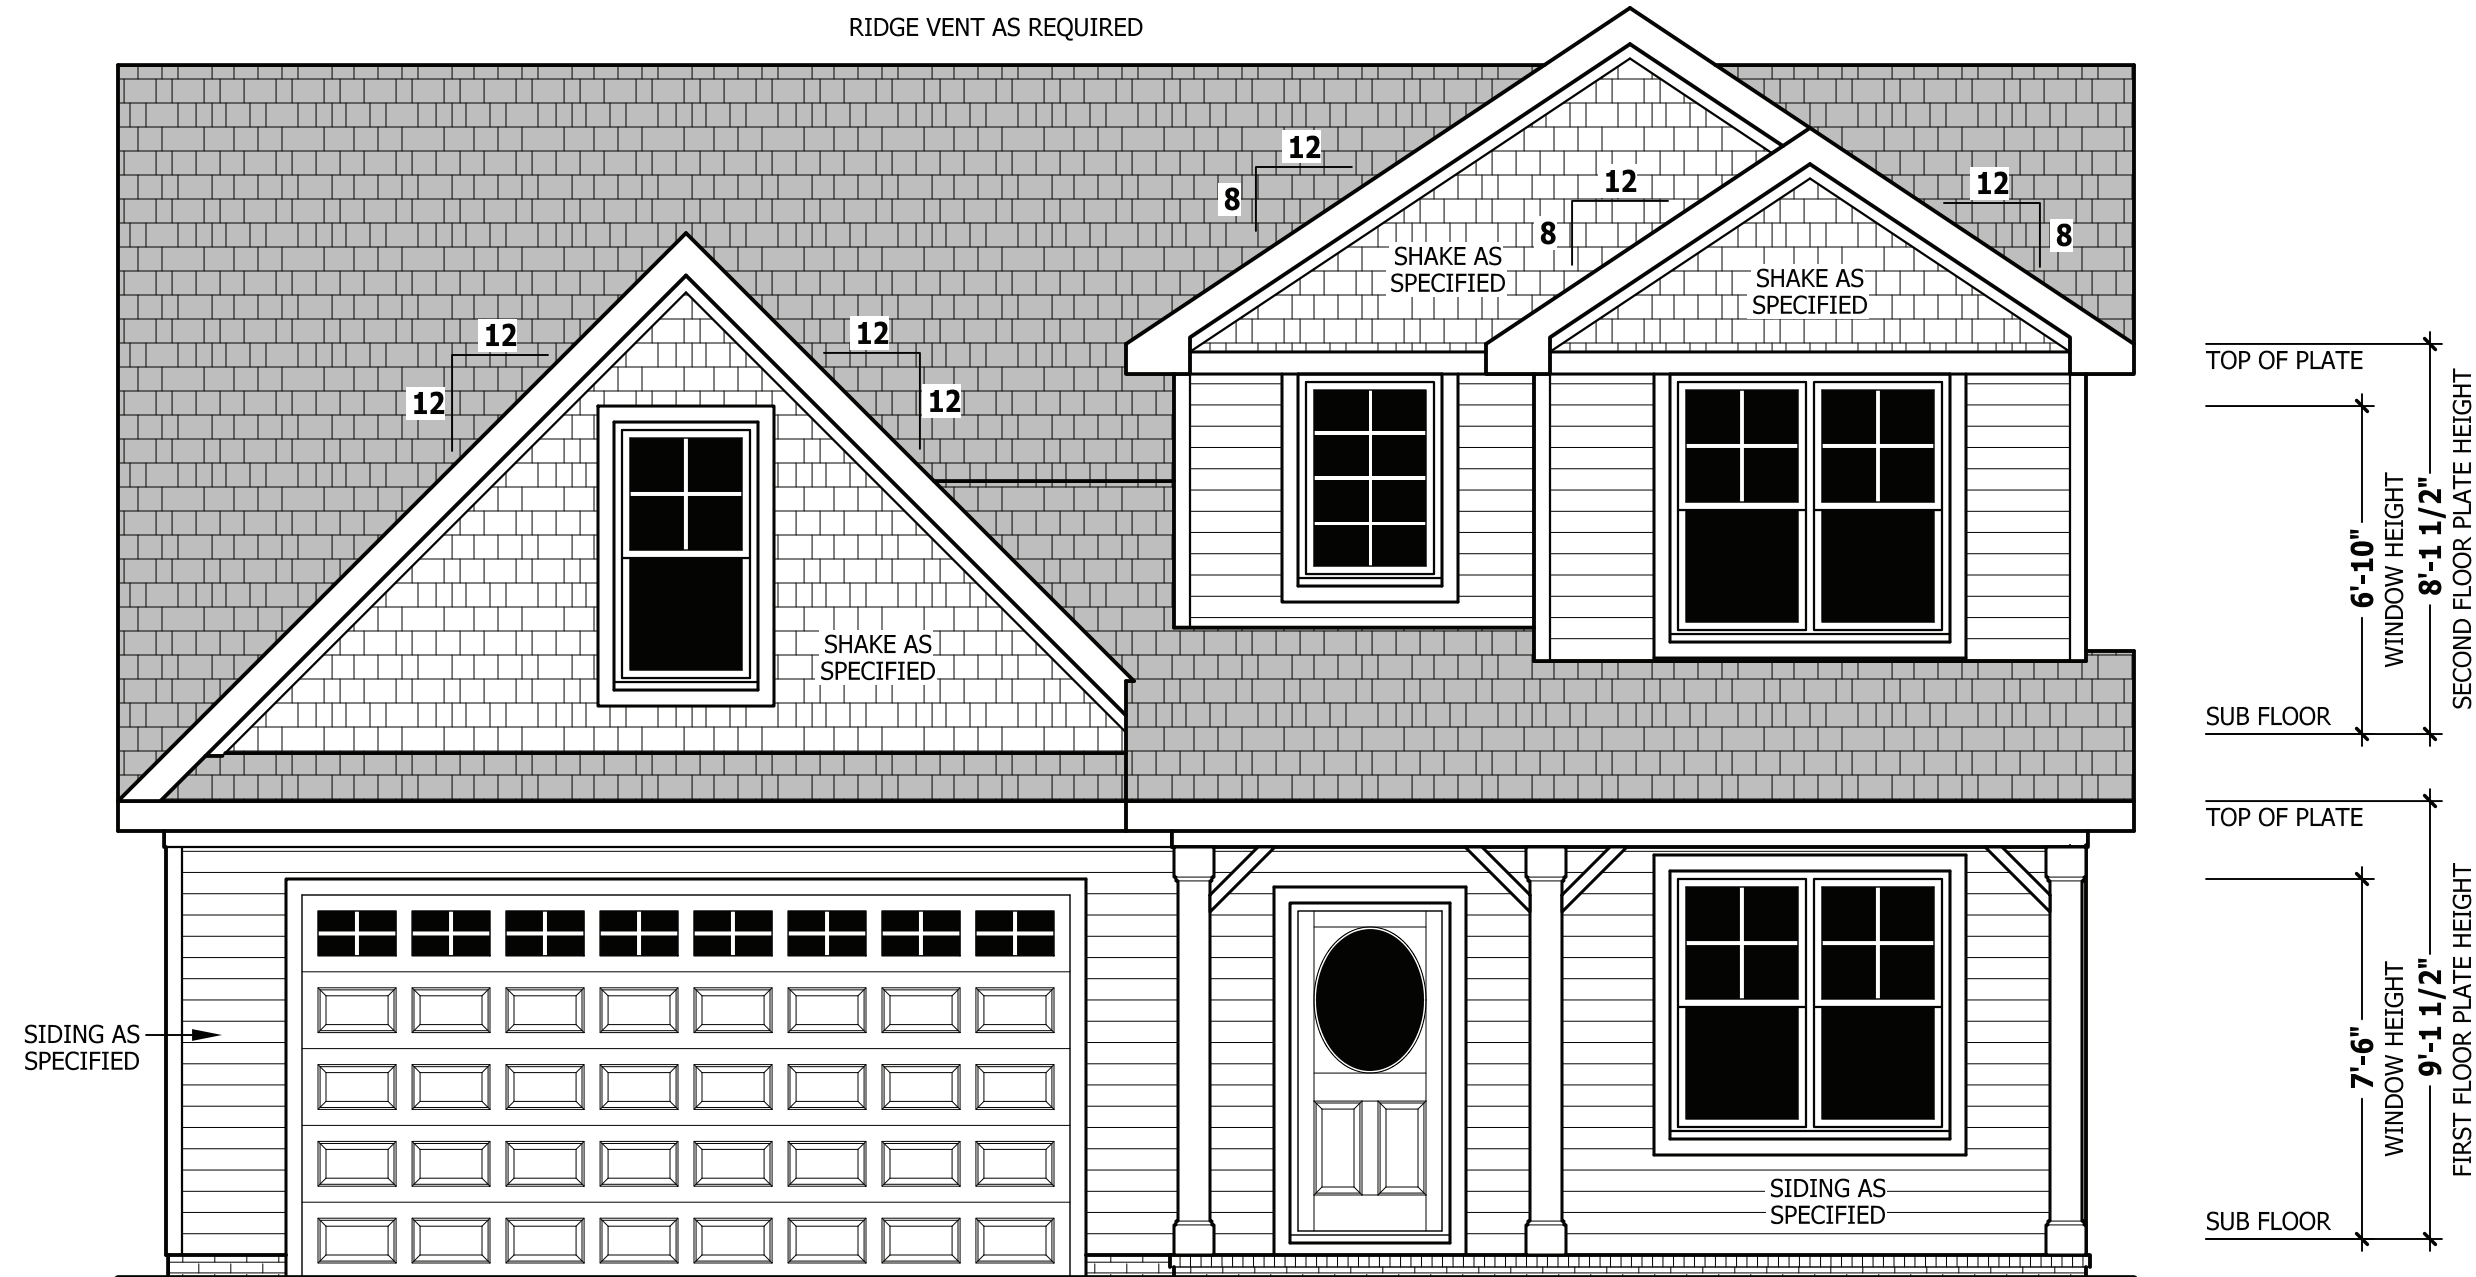 RIDGE VENT AS REQUIRED
12
8
12
8
12
8
SHAKE AS
SPECIFIED
SHAKE AS
SPECIFIED
12
12
12
12
SHAKE AS
SPECIFIED
TOP OF PLATE
6'-10"
WINDOW HEIGHT
8'-1 1/2"
SECOND FLOOR PLATE HEIGHT
SUB FLOOR
TOP OF PLATE
7'-6"
WINDOW HEIGHT
9'-1 1/2"
FIRST FLOOR PLATE HEIGHT
SIDING AS
SPECIFIED
SIDING AS
SPECIFIED
SUB FLOOR